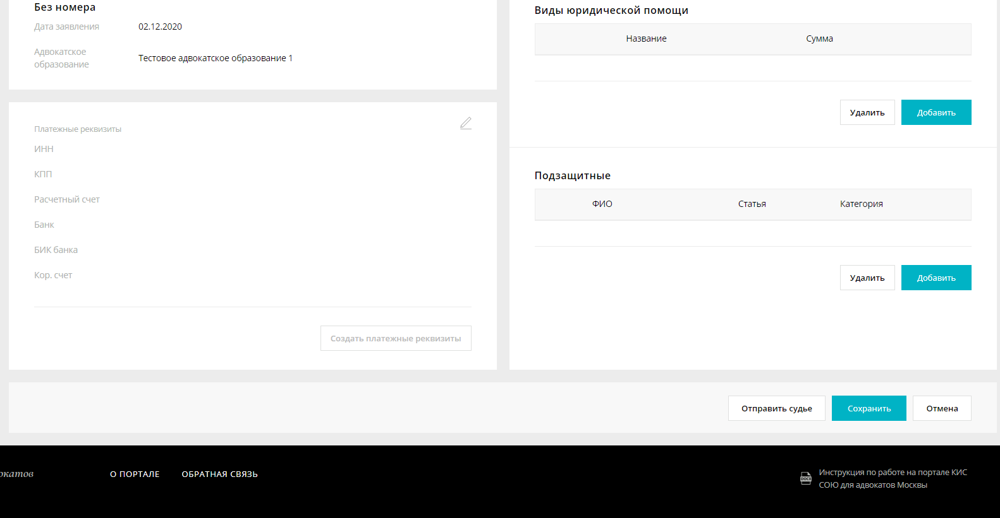 Без номера
Дата заявления 02.12.2020
Адвокатское
образование
Тестовое адвокатское образование 1
Платежные реквизиты
ИНН
КПП
Расчетный счет
Банк
БИК банка
Кор. счет
Создать платежные реквизиты
Виды юридической помощи
Название Сумма
Удалить Добавить
Подзащитные
ФИО Статья Категория
Удалить Добавить
Отправить судье Сохранить Отмена
окатов О ПОРТАЛЕ ОБРАТНАЯ СВЯЗЬ
DOCX
Инструкция по работе на портале КИС
СОЮ для адвокатов Москвы